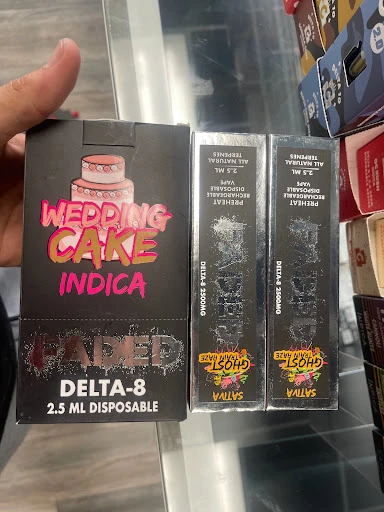 WEDDING
CAKE
INDICA
FADED
DELTA-8
2.5 ML DISPOSABLE
PREHEAT
RECHARGEABLE
DISPOSABLE
VAPE
2.5 ML
ALL NATURAL
TERPENES
FADED
DELTA-8 2500MG
GHOST
TRAIN HAZE
SATIVA
PREHEAT
RECHARGEABLE
DISPOSABLE
VAPE
2.5 ML
ALL NATURAL
TERPENES
FADED
DELTA-8 2500MG
GHOST
TRAIN HAZE
SATIVA